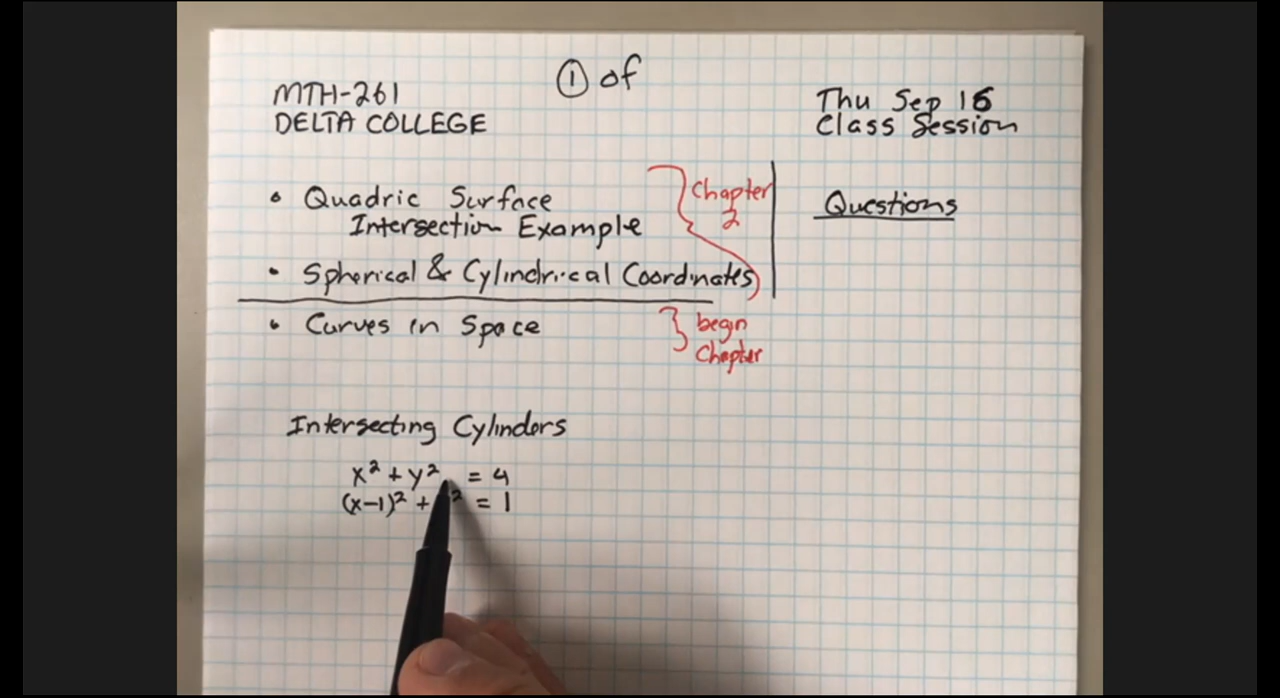 ① of
MTH-261
DELTA COLLEGE
Thu Sep 16
Class Session
• Quadric Surface
Intersection Example
• Spherical & Cylindrical Coordinates
Chapter
2
• Curves in Space
begin
Chapter
Questions
Intersecting Cylinders
x² + y² = 4
(x-1)² + ² = 1